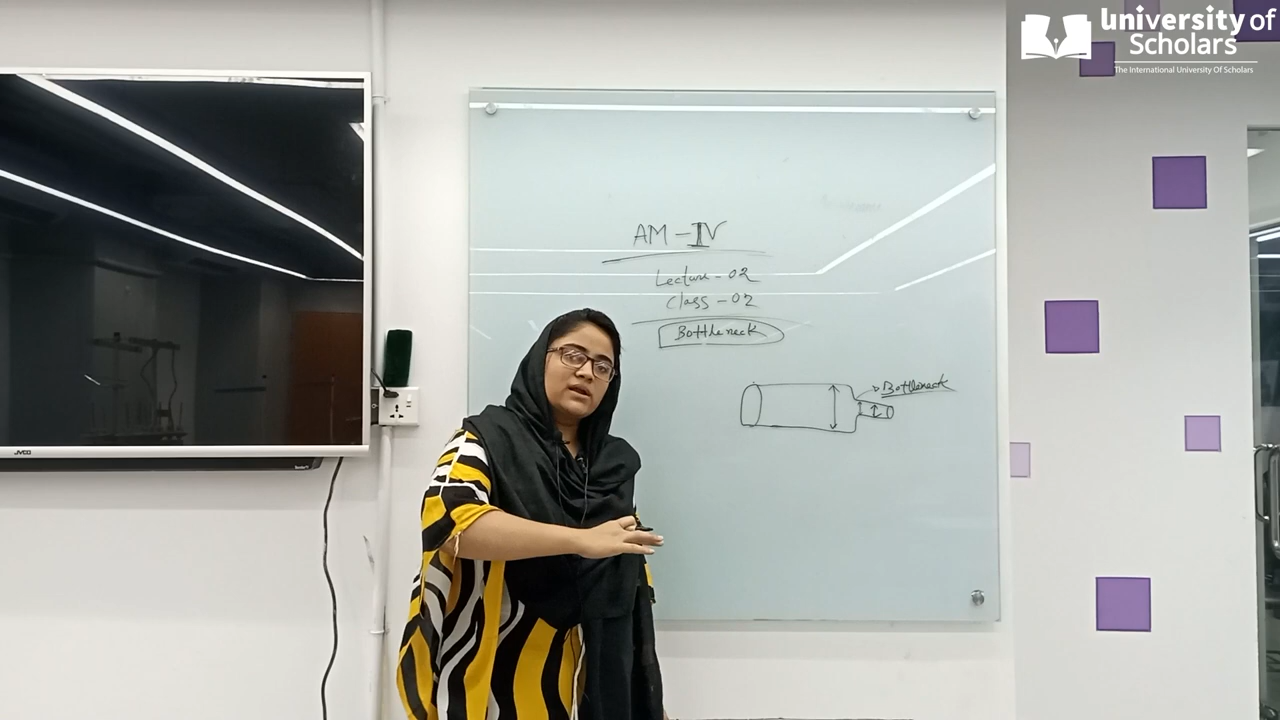 University of
Scholars
The International University Of Scholars
AM - IV
Lecture - 02
Class - 02
Bottleneck
Bottleneck
JVCO